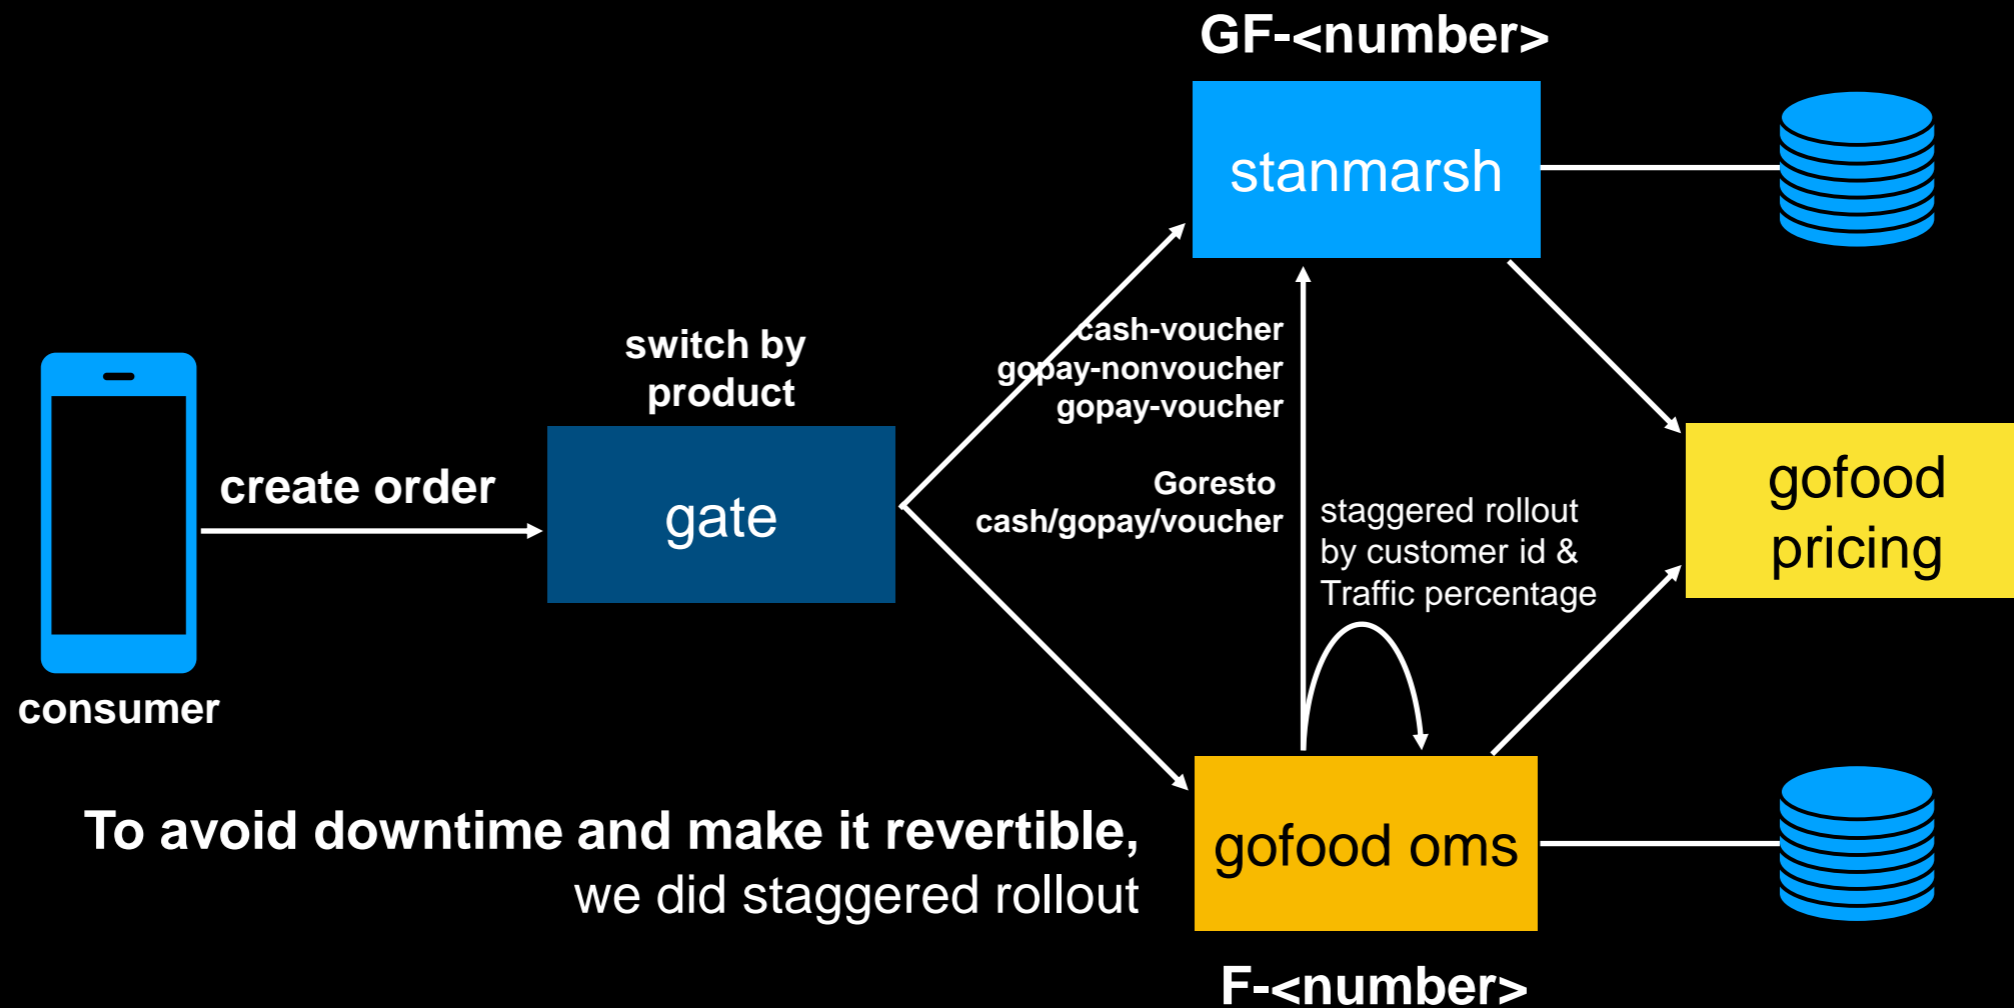 GF-<number>
stanmarsh
switch by
product
cash-voucher
gopay-nonvoucher
gopay-voucher
create order
gate
Goresto
cash/gopay/voucher
staggered rollout
by customer id &
Traffic percentage
gofood
pricing
consumer
To avoid downtime and make it revertible,
we did staggered rollout
gofood oms
F-<number>